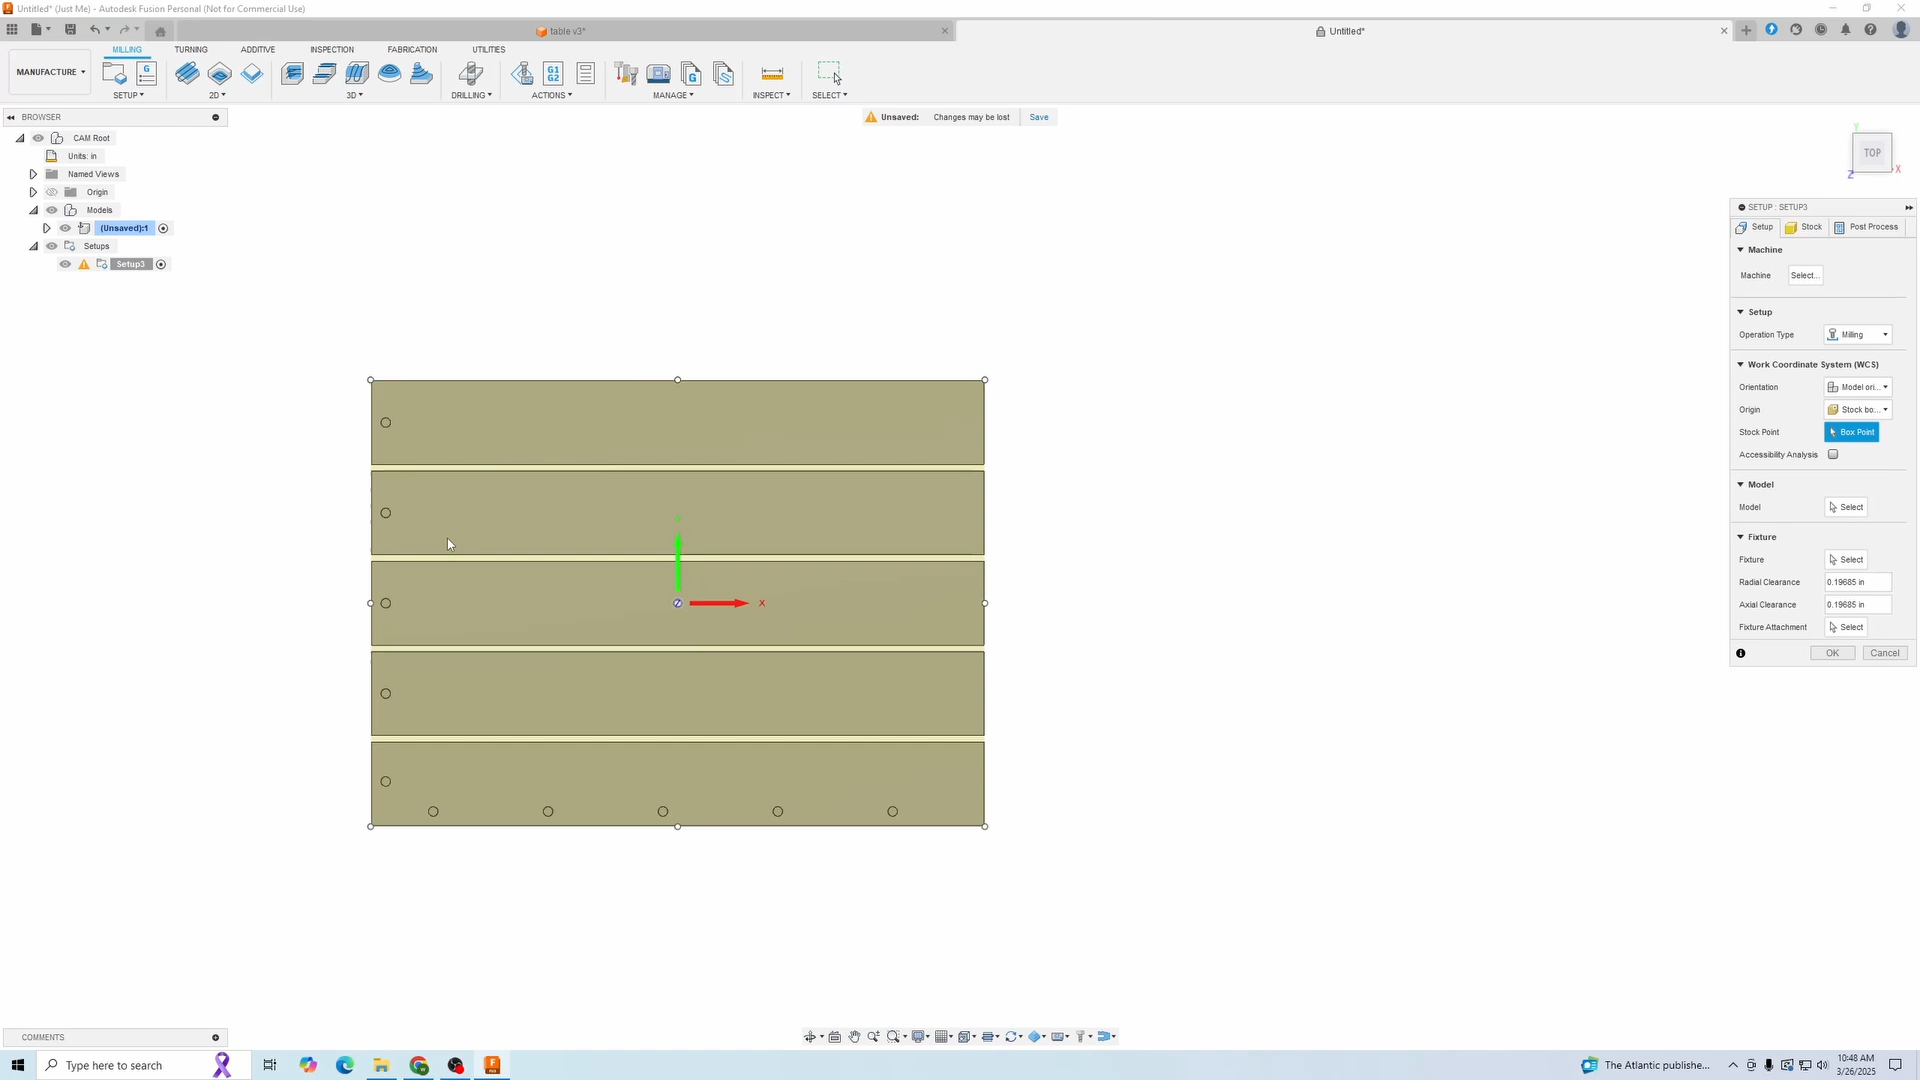 Untitled* (Just Me) - Autodesk Fusion Personal (Not for Commercial Use)
table v3*
Untitled*
MILLING TURNING ADDITIVE INSPECTION FABRICATION UTILITIES
MANUFACTURE
G1
G2
SETUP 2D 3D DRILLING ACTIONS MANAGE INSPECT SELECT
BROWSER
Unsaved: Changes may be lost Save
CAM Root
Units: in
Named Views
Origin
Models
(Unsaved):1
Setups
Setup3
Y
TOP
X
Z
SETUP : SETUP3
Setup Stock Post Process
Machine
Machine Select...
Setup
Operation Type Milling
Work Coordinate System (WCS)
Orientation Model ori...
Origin Stock bo...
Stock Point Box Point
Accessibility Analysis
Model
Model Select
Fixture
Fixture Select
Radial Clearance 0.19685 in
Axial Clearance 0.19685 in
Fixture Attachment Select
OK Cancel
X
COMMENTS
Type here to search
The Atlantic publishe...
10:48 AM
3/26/2025